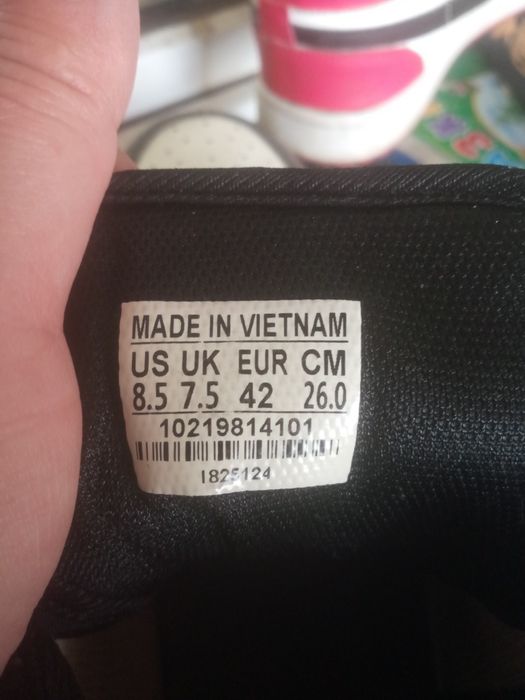 MADE IN VIETNAM
US UK EUR CM
8.5 7.5 42 26.0
10219814101
1825124